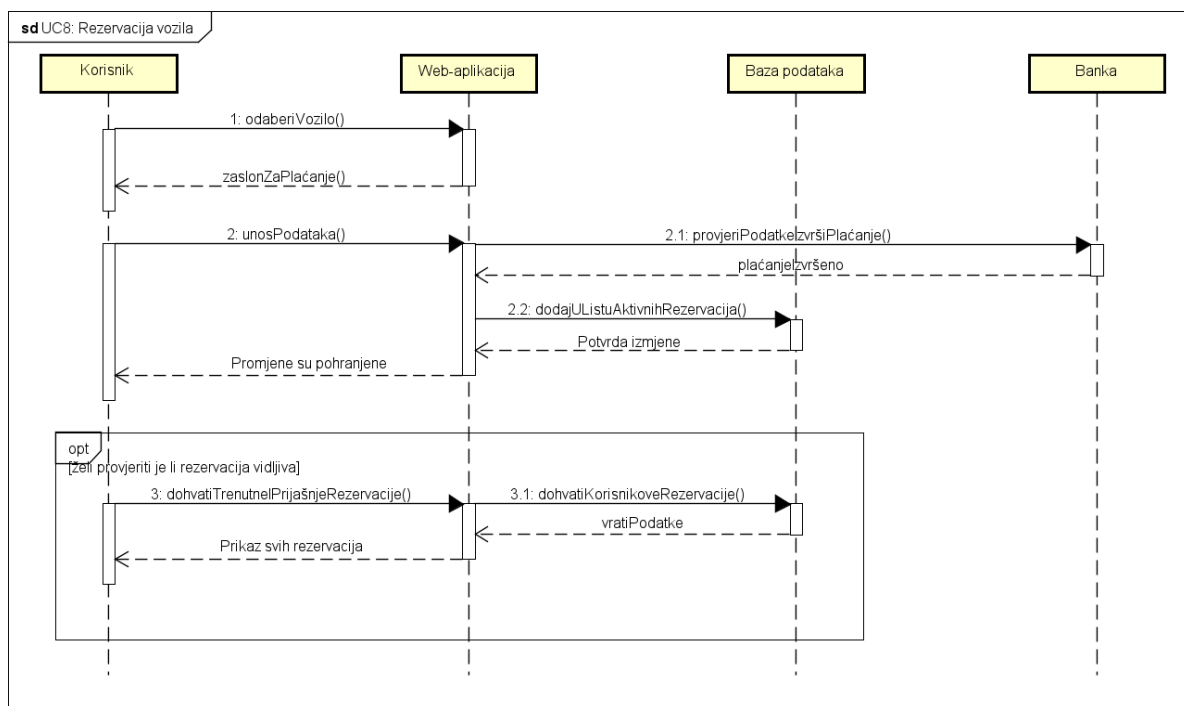 sd UC8: Rezervacija vozila
Korisnik
Web-aplikacija
Baza podataka
Banka
1: odaberiVozilo()
zaslonZaPlaćanje()
2: unosPodataka()
2.1: provjeriPodatkeIzvršiPlaćanje()
plaćanjeIzvršeno
2.2: dodajUListuAktivnihRezervacija()
Potvrda izmjene
Promjene su pohranjene
opt
[želi provjeriti je li rezervacija vidljiva]
3: dohvatiTrenutneIPrijašnjeRezervacije()
3.1: dohvatiKorisnikoveRezervacije()
vratiPodatke
Prikaz svih rezervacija